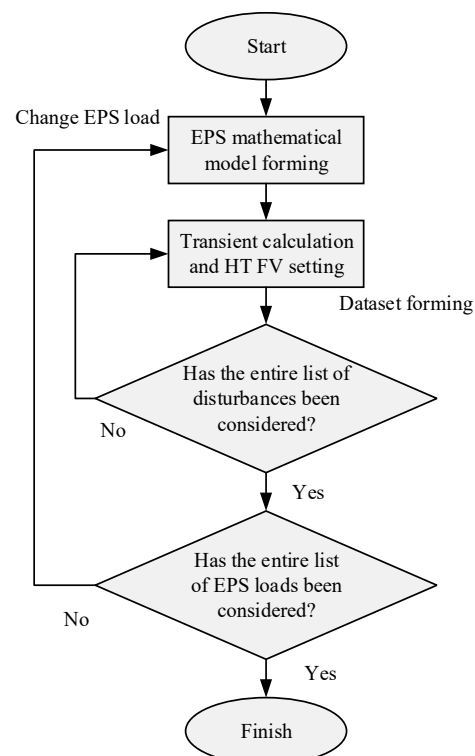 Start
Change EPS load
EPS mathematical
model forming
Transient calculation
and HT FV setting
Dataset forming
Has the entire list of
disturbances been
considered?
No
Yes
Has the entire list
of EPS loads been
considered?
No
Yes
Finish